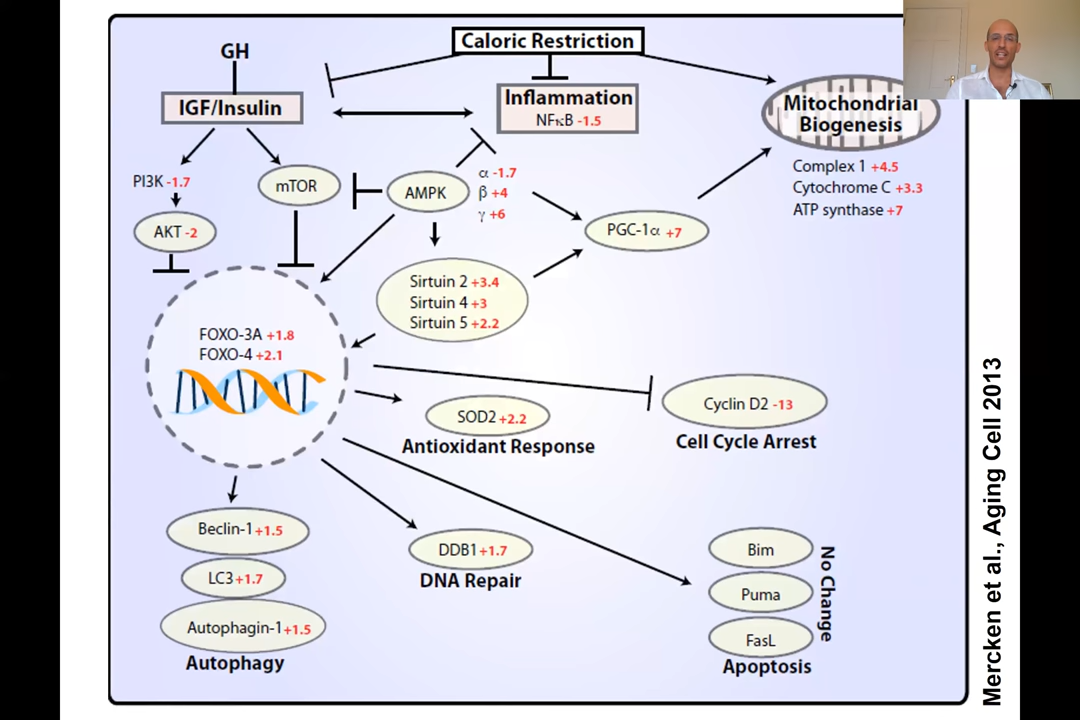 Caloric Restriction
GH
IGF/Insulin
Inflammation
NFκB -1.5
Mitochondrial
Biogenesis
Complex 1 +4.5
Cytochrome C +3.3
ATP synthase +7
PI3K -1.7
mTOR
AMPK
α -1.7
β +4
γ +6
AKT -2
PGC-1α +7
Sirtuin 2 +3.4
Sirtuin 4 +3
Sirtuin 5 +2.2
FOXO-3A +1.8
FOXO-4 +2.1
SOD2 +2.2
Antioxidant Response
Cyclin D2 -13
Cell Cycle Arrest
Beclin-1 +1.5
LC3 +1.7
Autophagin-1 +1.5
Autophagy
DDB1 +1.7
DNA Repair
Bim
Puma
FasL
No Change
Apoptosis
Mercken et al., Aging Cell 2013